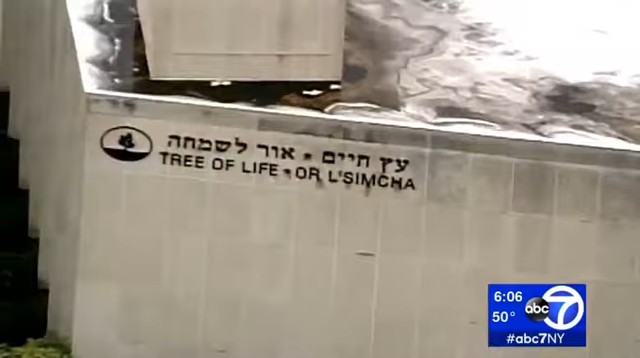 עץ חיים • אור לשמחה
TREE OF LIFE • OR L'SIMCHA
6:06
50°
abc 7
#abc7NY